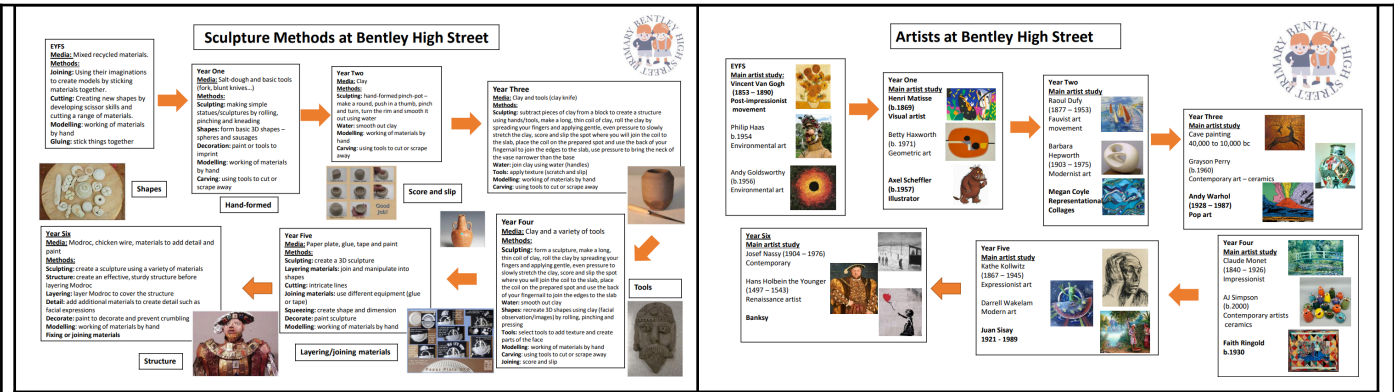 Sculpture Methods at Bentley High Street
EYFS
Media: Mixed recycled materials.
Methods:
Joining: Using their imaginations
to create models by sticking
materials together.
Cutting: Creating new shapes by
developing scissor skills and
cutting a range of materials.
Modelling: working of materials
by hand
Gluing: stick things together
Shapes
Year One
Media: Salt-dough and basic tools
(fork, blunt knives...)
Methods:
Sculpting: making simple
statues/sculptures by rolling,
pinching and kneading
Shapes: form basic 3D shapes –
spheres and sausages
Decoration: paint or tools to
imprint
Modelling: working of materials
by hand
Carving: using tools to cut or
scrape away
Hand-formed
Year Two
Media: Clay
Methods:
Sculpting: hand-formed pinch-pot –
make a round, push in a thumb, pinch
and turn, turn the rim and smooth it
out using water
Water: smooth out clay
Modelling: working of materials by
hand
Carving: using tools to cut or scrape
away
Good
job!
Score and slip
Year Three
Media: Clay and tools (clay knife)
Methods:
Sculpting: subtract pieces of clay from a block to create a structure
using handy/tools, make a long, thin coil of clay, roll the clay by
spreading your fingers and applying gentle, even pressure to slowly
stretch the clay, score and slip the spot where you will join the coil to
the slab, place the coil on the prepared spot and use the back of your
fingernail to join the edges to the slab, use pressure to bring the neck of
the vase narrower than the base
Water: join clay using water (handles)
Tools: apply texture (scratch and slip)
Modelling: working of materials by hand
Carving: using tools to cut or scrape away
Year Four
Media: Clay and a variety of tools
Methods:
Sculpting: form a sculpture, make a long,
thin coil of clay, roll the clay by spreading your
fingers and applying gentle, even pressure to
slowly stretch the clay, score and slip the spot
where you will join the coil to the slab, place
the coil on the prepared spot and use the back
of your fingernail to join the edges to the slab
Water: smooth out clay
Shapes: recreate 3D shapes using clay (facial
observation/images) by rolling, pinching and
pressing
Tools: select tools to add texture and create
parts of the face
Modelling: working of materials by hand
Carving: using tools to cut or scrape away
Joining: score and slip
Tools
Year Five
Media: Paper plate, glue, tape and paint
Methods:
Sculpting: create a 3D sculpture
Layering materials: join and manipulate into
shapes
Cutting: intricate lines
Joining materials: use different equipment (glue
or tape)
Squeezing: create shape and dimension
Decorate: paint sculpture
Modelling: working of materials by hand
Layering/joining materials
Year Six
Media: Modroc, chicken wire, materials to add detail and
paint
Methods:
Sculpting: create a sculpture using a variety of materials
Structure: create an effective, sturdy structure before
layering Modroc
Layering: layer Modroc to cover the structure
Detail: add additional materials to create detail such as
facial expressions
Decorate: paint to decorate and prevent crumbling
Modelling: working of materials by hand
Fixing or joining materials
Structure
BENTLEY HIGH STREET PRIMARY
Artists at Bentley High Street
EYFS
Main artist study:
Vincent Van Gogh
(1853 – 1890)
Post-impressionist
movement
Philip Haas
b.1954
Environmental art
Andy Goldsworthy
(b.1956)
Environmental art
Year One
Main artist study
Henri Matisse
(b.1869)
Visual artist
Betty Haxworth
(b. 1971)
Geometric art
Axel Scheffler
(b.1957)
Illustrator
Year Two
Main artist study
Raoul Dufy
(1877 – 1953)
Fauvist art
movement
Barbara
Hepworth
(1903 – 1975)
Modernist art
Megan Coyle
Representational
Collages
Year Three
Main artist study
Cave painting
40,000 to 10,000 bc
Grayson Perry
(b.1960)
Contemporary art – ceramics
Andy Warhol
(1928 – 1987)
Pop art
Year Four
Main artist study
Claude Monet
(1840 – 1926)
Impressionist
AJ Simpson
(b.2000)
Contemporary artists
ceramics
Faith Ringold
b.1930
Year Five
Main artist study
Kathe Kollwitz
(1867 – 1945)
Expressionist art
Darrell Wakelam
Modern art
Juan Sisay
1921 - 1989
Year Six
Main artist study
Josef Nassy (1904 – 1976)
Contemporary
Hans Holbein the Younger
(1497 – 1543)
Renaissance artist
Banksy
BENTLEY HIGH STREET PRIMARY